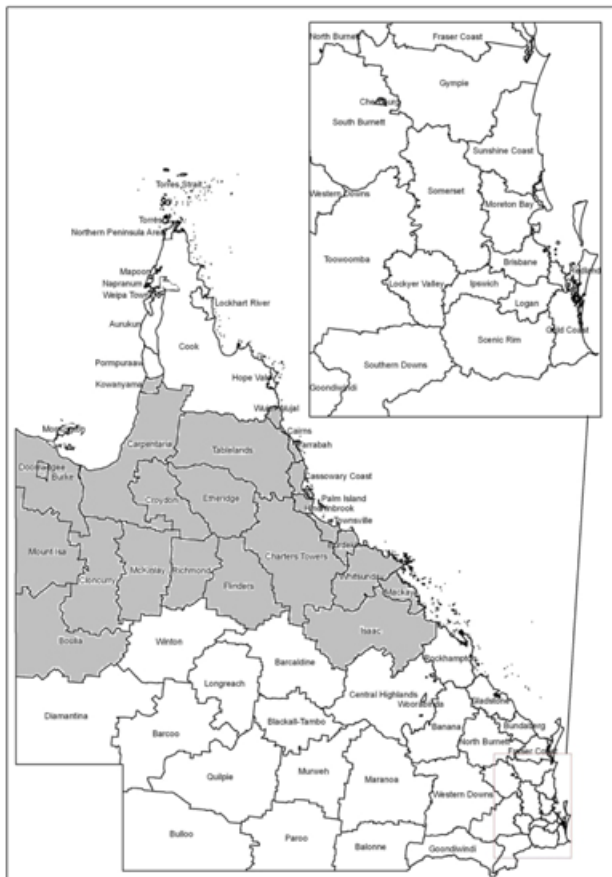 North Burnett
Fraser Coast
Gympie
Cherbourg
South Burnett
Sunshine Coast
Western Downs
Somerset
Moreton Bay
Toowoomba
Brisbane
Redland
Lockyer Valley
Ipswich
Logan
Gold Coast
Scenic Rim
Southern Downs
Goondiwindi
Torres Strait
Torres
Northern Peninsula Area
Mapoon
Napranum
Weipa Town
Lockhart River
Aurukun
Cook
Pormpuraaw
Kowanyama
Hope Vale
Wujal Wujal
Mornington
Carpentaria
Cairns
Tablelands
Yarrabah
Doomadgee
Burke
Cassowary Coast
Croydon
Etheridge
Palm Island
Hinchinbrook
Townsville
Burdekin
Mount Isa
Charters Towers
Cloncurry
McKinlay
Richmond
Flinders
Whitsunday
Mackay
Boulia
Winton
Isaac
Barcaldine
Rockhampton
Longreach
Central Highlands
Diamantina
Woorabinda
Gladstone
Blackall-Tambo
Banana
Barcoo
Bundaberg
North Burnett
Fraser Coast
Quilpie
Murweh
Maranoa
Western Downs
Bulloo
Paroo
Balonne
Goondiwindi